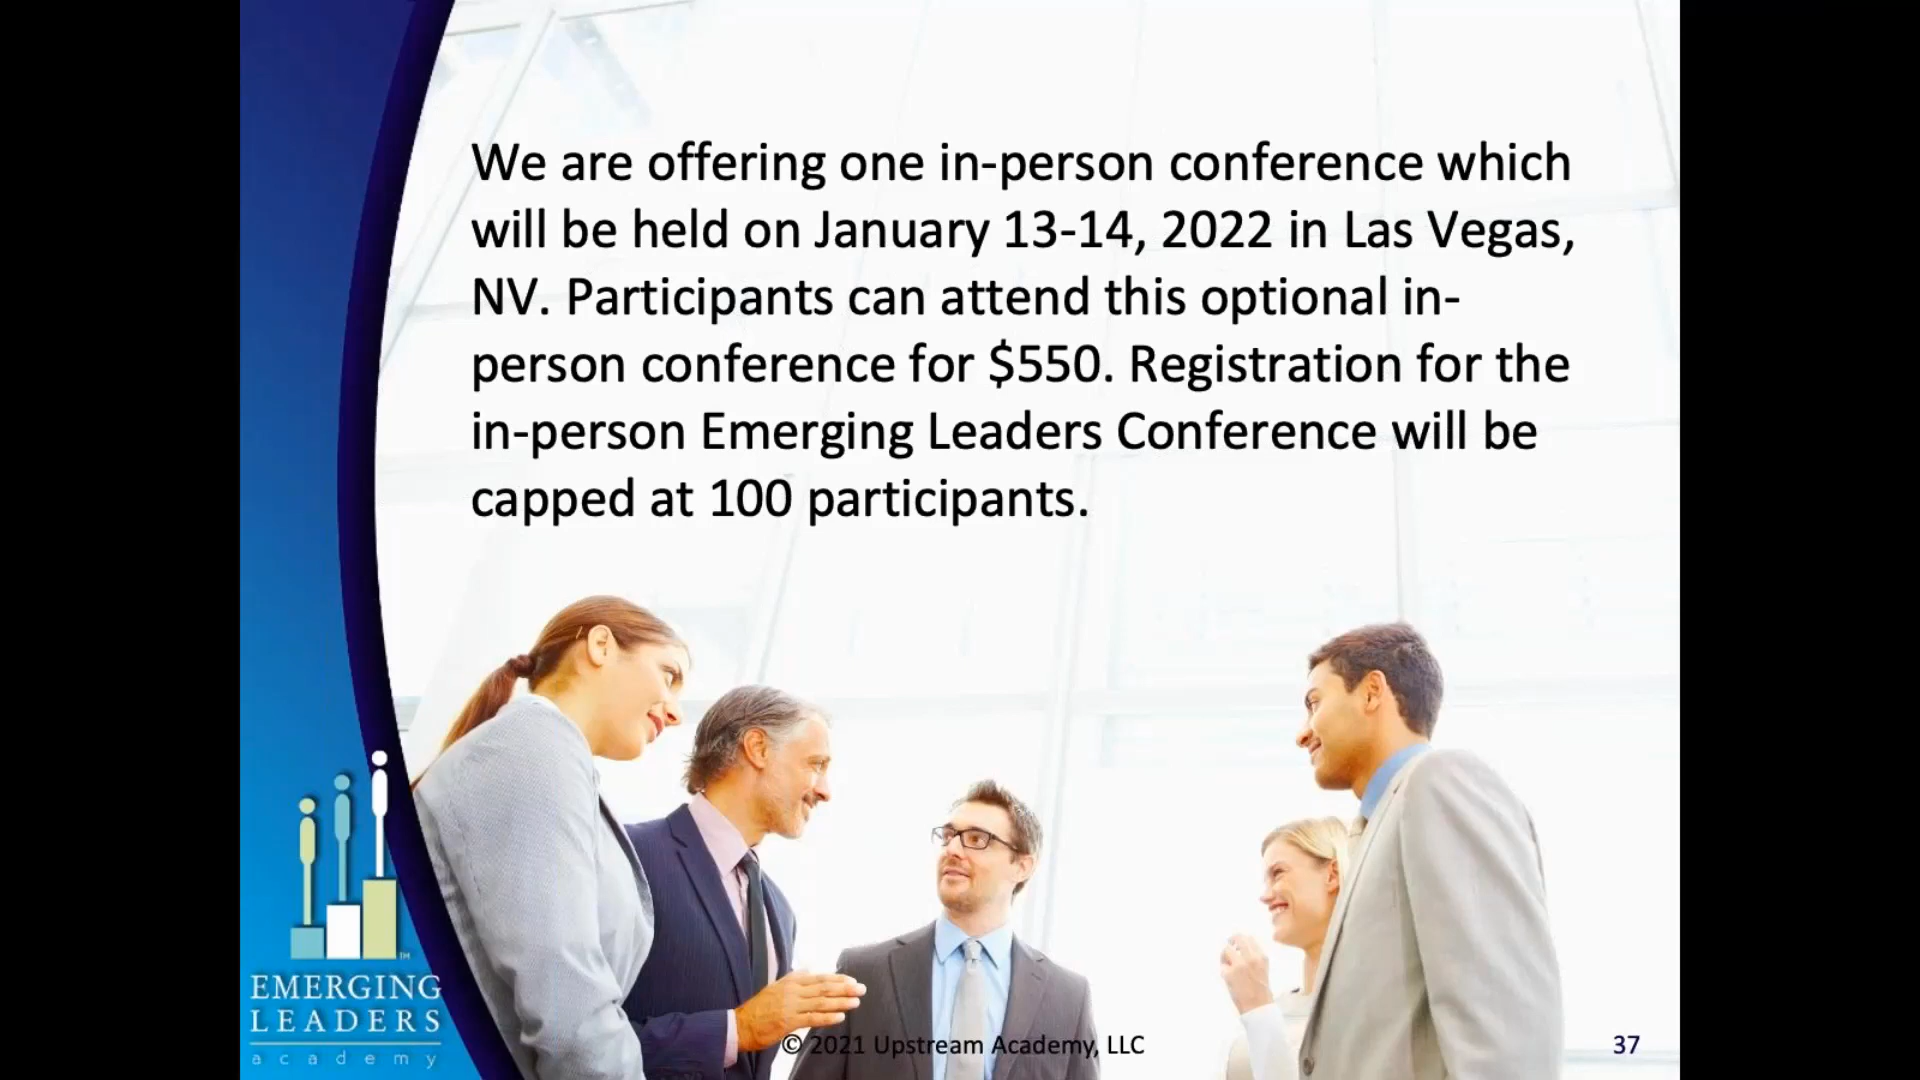 We are offering one in-person conference which
will be held on January 13-14, 2022 in Las Vegas,
NV. Participants can attend this optional in-
person conference for $550. Registration for the
in-person Emerging Leaders Conference will be
capped at 100 participants.
TM
EMERGING
LEADERS
academy
© 2021 Upstream Academy, LLC
37